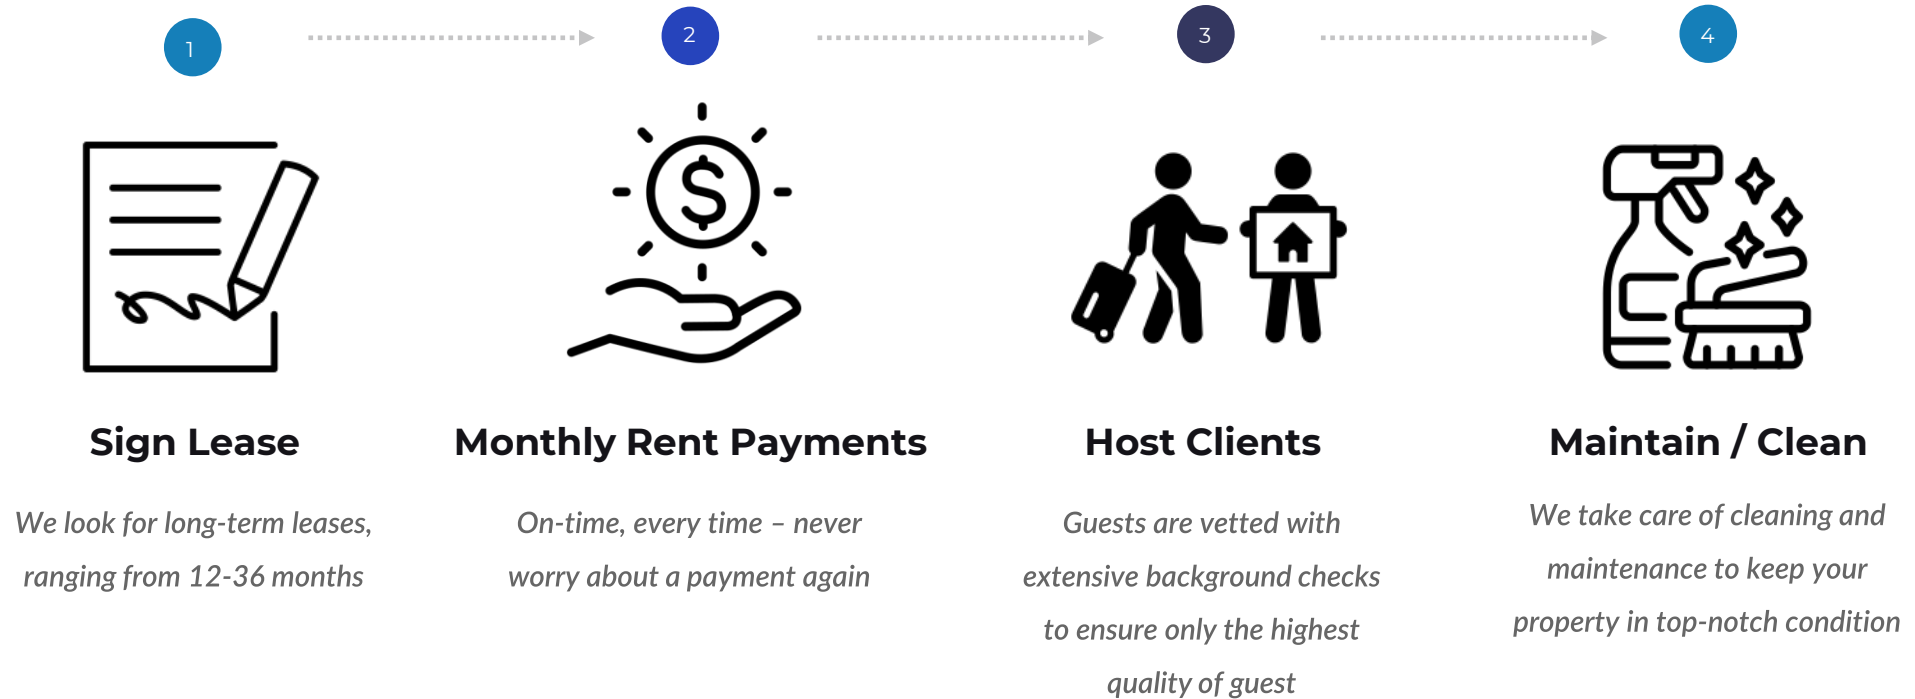 1
2
3
4
Sign Lease
We look for long-term leases,
ranging from 12-36 months
Monthly Rent Payments
On-time, every time – never
worry about a payment again
Host Clients
Guests are vetted with
extensive background checks
to ensure only the highest
quality of guest
Maintain / Clean
We take care of cleaning and
maintenance to keep your
property in top-notch condition